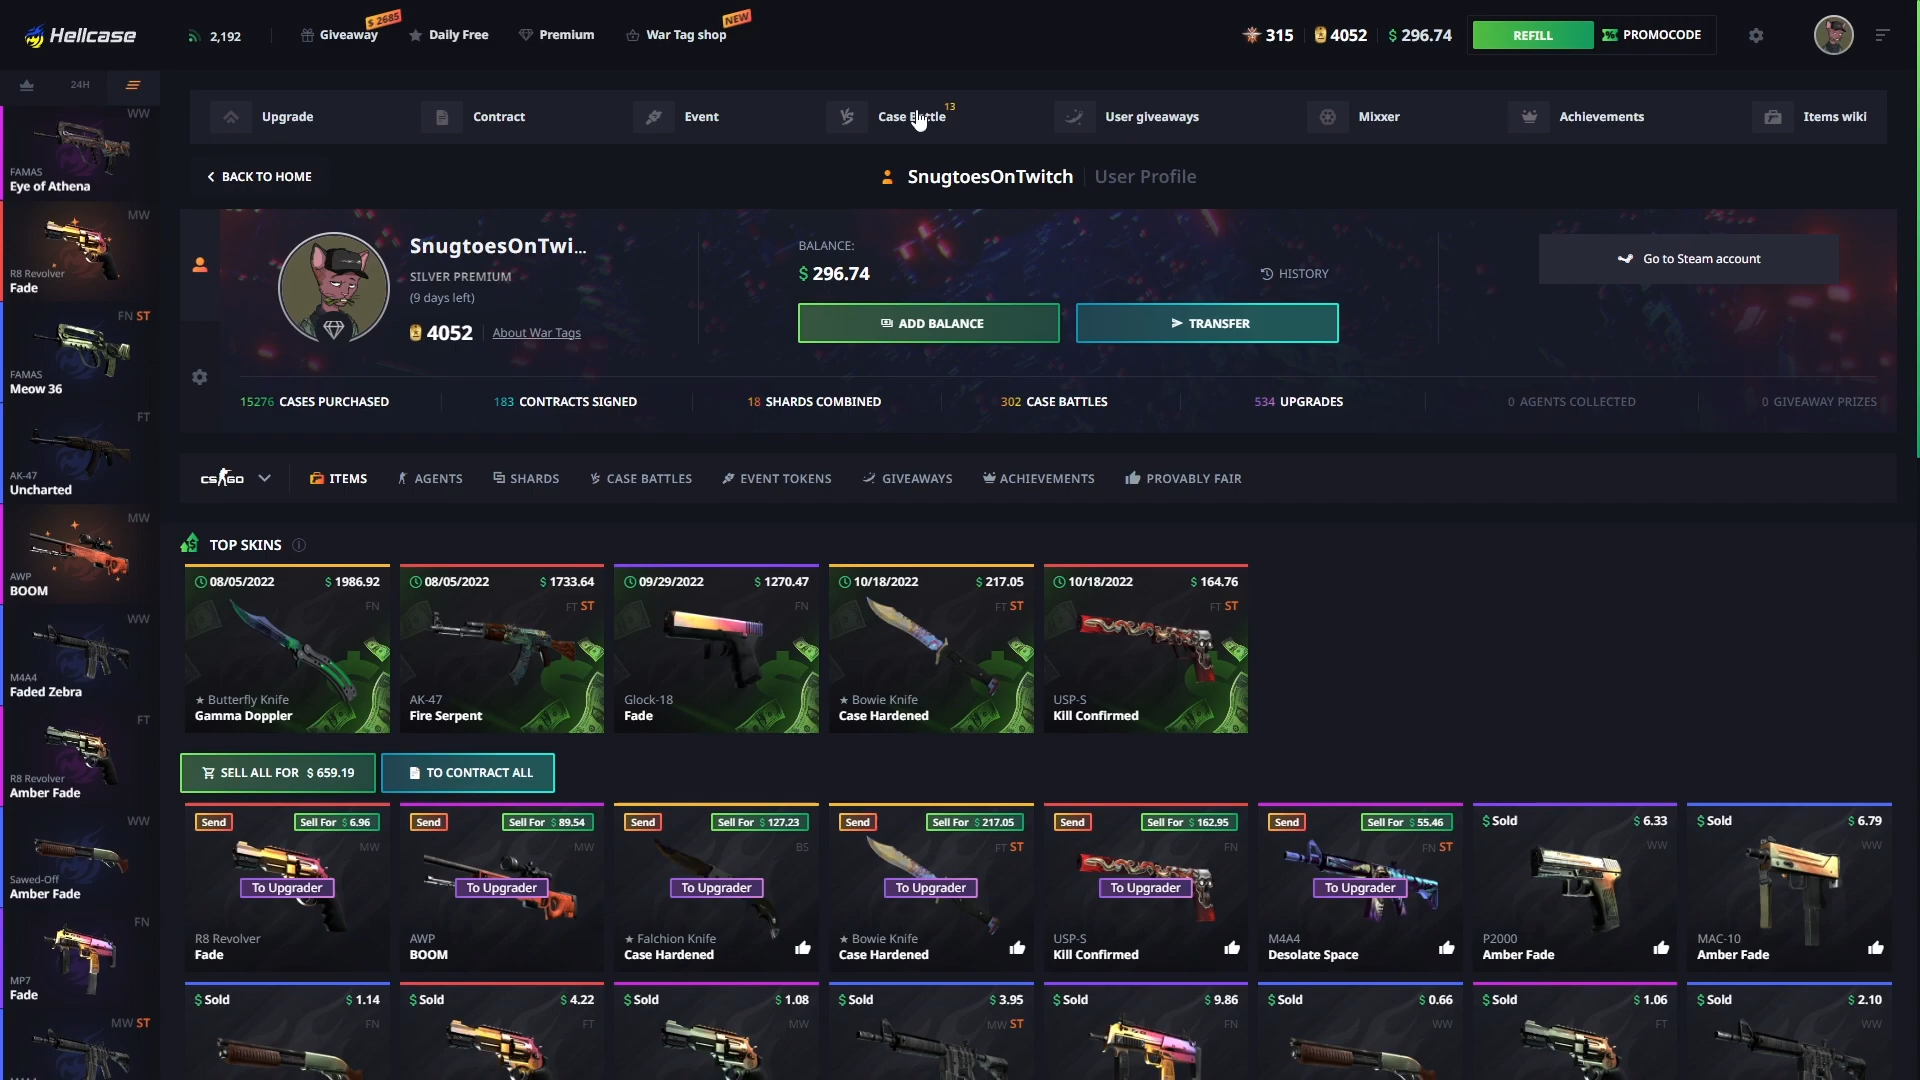 Hellcase
2,192
Giveaway
$ 2685
Daily Free
Premium
War Tag shop
NEW
315
4052
$ 296.74
REFILL
PROMOCODE
24H
Upgrade
Contract
Event
13
User giveaways
Mixxer
Achievements
Items wiki
BACK TO HOME
SnugtoesOnTwitch
User Profile
WW
FAMAS
Eye of Athena
MW
R8 Revolver
Fade
FN ST
FAMAS
Meow 36
FT
AK-47
Uncharted
MW
AWP
BOOM
WW
M4A4
Faded Zebra
FT
R8 Revolver
Amber Fade
WW
Sawed-Off
Amber Fade
FN
MP7
Fade
MW ST
SnugtoesOnTwi...
SILVER PREMIUM
(9 days left)
4052
About War Tags
BALANCE:
$ 296.74
HISTORY
ADD BALANCE
TRANSFER
Go to Steam account
15276 CASES PURCHASED
183 CONTRACTS SIGNED
18 SHARDS COMBINED
302 CASE BATTLES
534 UPGRADES
0 AGENTS COLLECTED
0 GIVEAWAY PRIZES
CS GO
ITEMS
AGENTS
SHARDS
CASE BATTLES
EVENT TOKENS
GIVEAWAYS
ACHIEVEMENTS
PROVABLY FAIR
TOP SKINS
08/05/2022 $ 1986.92
FN
★ Butterfly Knife
Gamma Doppler
08/05/2022 $ 1733.64
FT ST
AK-47
Fire Serpent
09/29/2022 $ 1270.47
FN
Glock-18
Fade
10/18/2022 $ 217.05
FT ST
★ Bowie Knife
Case Hardened
10/18/2022 $ 164.76
FT ST
USP-S
Kill Confirmed
SELL ALL FOR $ 659.19
TO CONTRACT ALL
Send Sell For $ 6.96
MW
To Upgrader
R8 Revolver
Fade
Send Sell For $ 89.54
MW
To Upgrader
AWP
BOOM
Send Sell For $ 127.23
BS
To Upgrader
★ Falchion Knife
Case Hardened
Send Sell For $ 217.05
FT ST
To Upgrader
★ Bowie Knife
Case Hardened
Send Sell For $ 162.95
FN
To Upgrader
USP-S
Kill Confirmed
Send Sell For $ 55.46
FN ST
To Upgrader
M4A4
Desolate Space
$ Sold $ 6.33
WW
P2000
Amber Fade
$ Sold $ 6.79
WW
MAC-10
Amber Fade
$ Sold $ 1.14
FN
$ Sold $ 4.22
FT
$ Sold $ 1.08
MW
$ Sold $ 3.95
MW ST
$ Sold $ 9.86
FN
$ Sold $ 0.66
WW
$ Sold $ 1.06
FT
$ Sold $ 2.10
WW